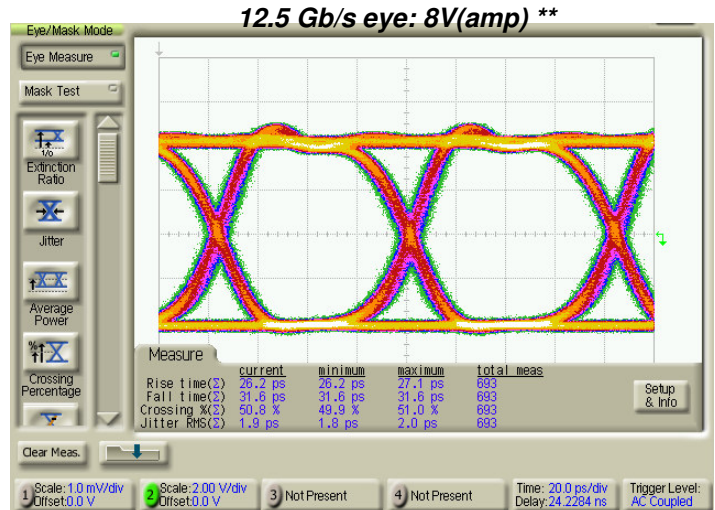 12.5 Gb/s eye: 8V(amp) **
Eye/Mask Mode
Eye Measure
Mask Test
1/0
Extinction
Ratio
Jitter
Average
Power
%
Crossing
Percentage
Measure
current minimum maximum total meas
Rise time(Σ) 26.2 ps 26.2 ps 27.1 ps 693
Fall time(Σ) 31.6 ps 31.6 ps 31.6 ps 693
Crossing %(Σ) 50.8 % 49.9 % 51.0 % 693
Jitter RMS(Σ) 1.9 ps 1.8 ps 2.0 ps 693
Setup
& Info
Clear Meas.
1 Scale:1.0 mV/div
Offset:0.0 V
2 Scale:2.00 V/div
Offset:0.0 V
3 Not Present
4 Not Present
Time: 20.0 ps/div
Delay:24.2284 ns
Trigger Level:
AC Coupled